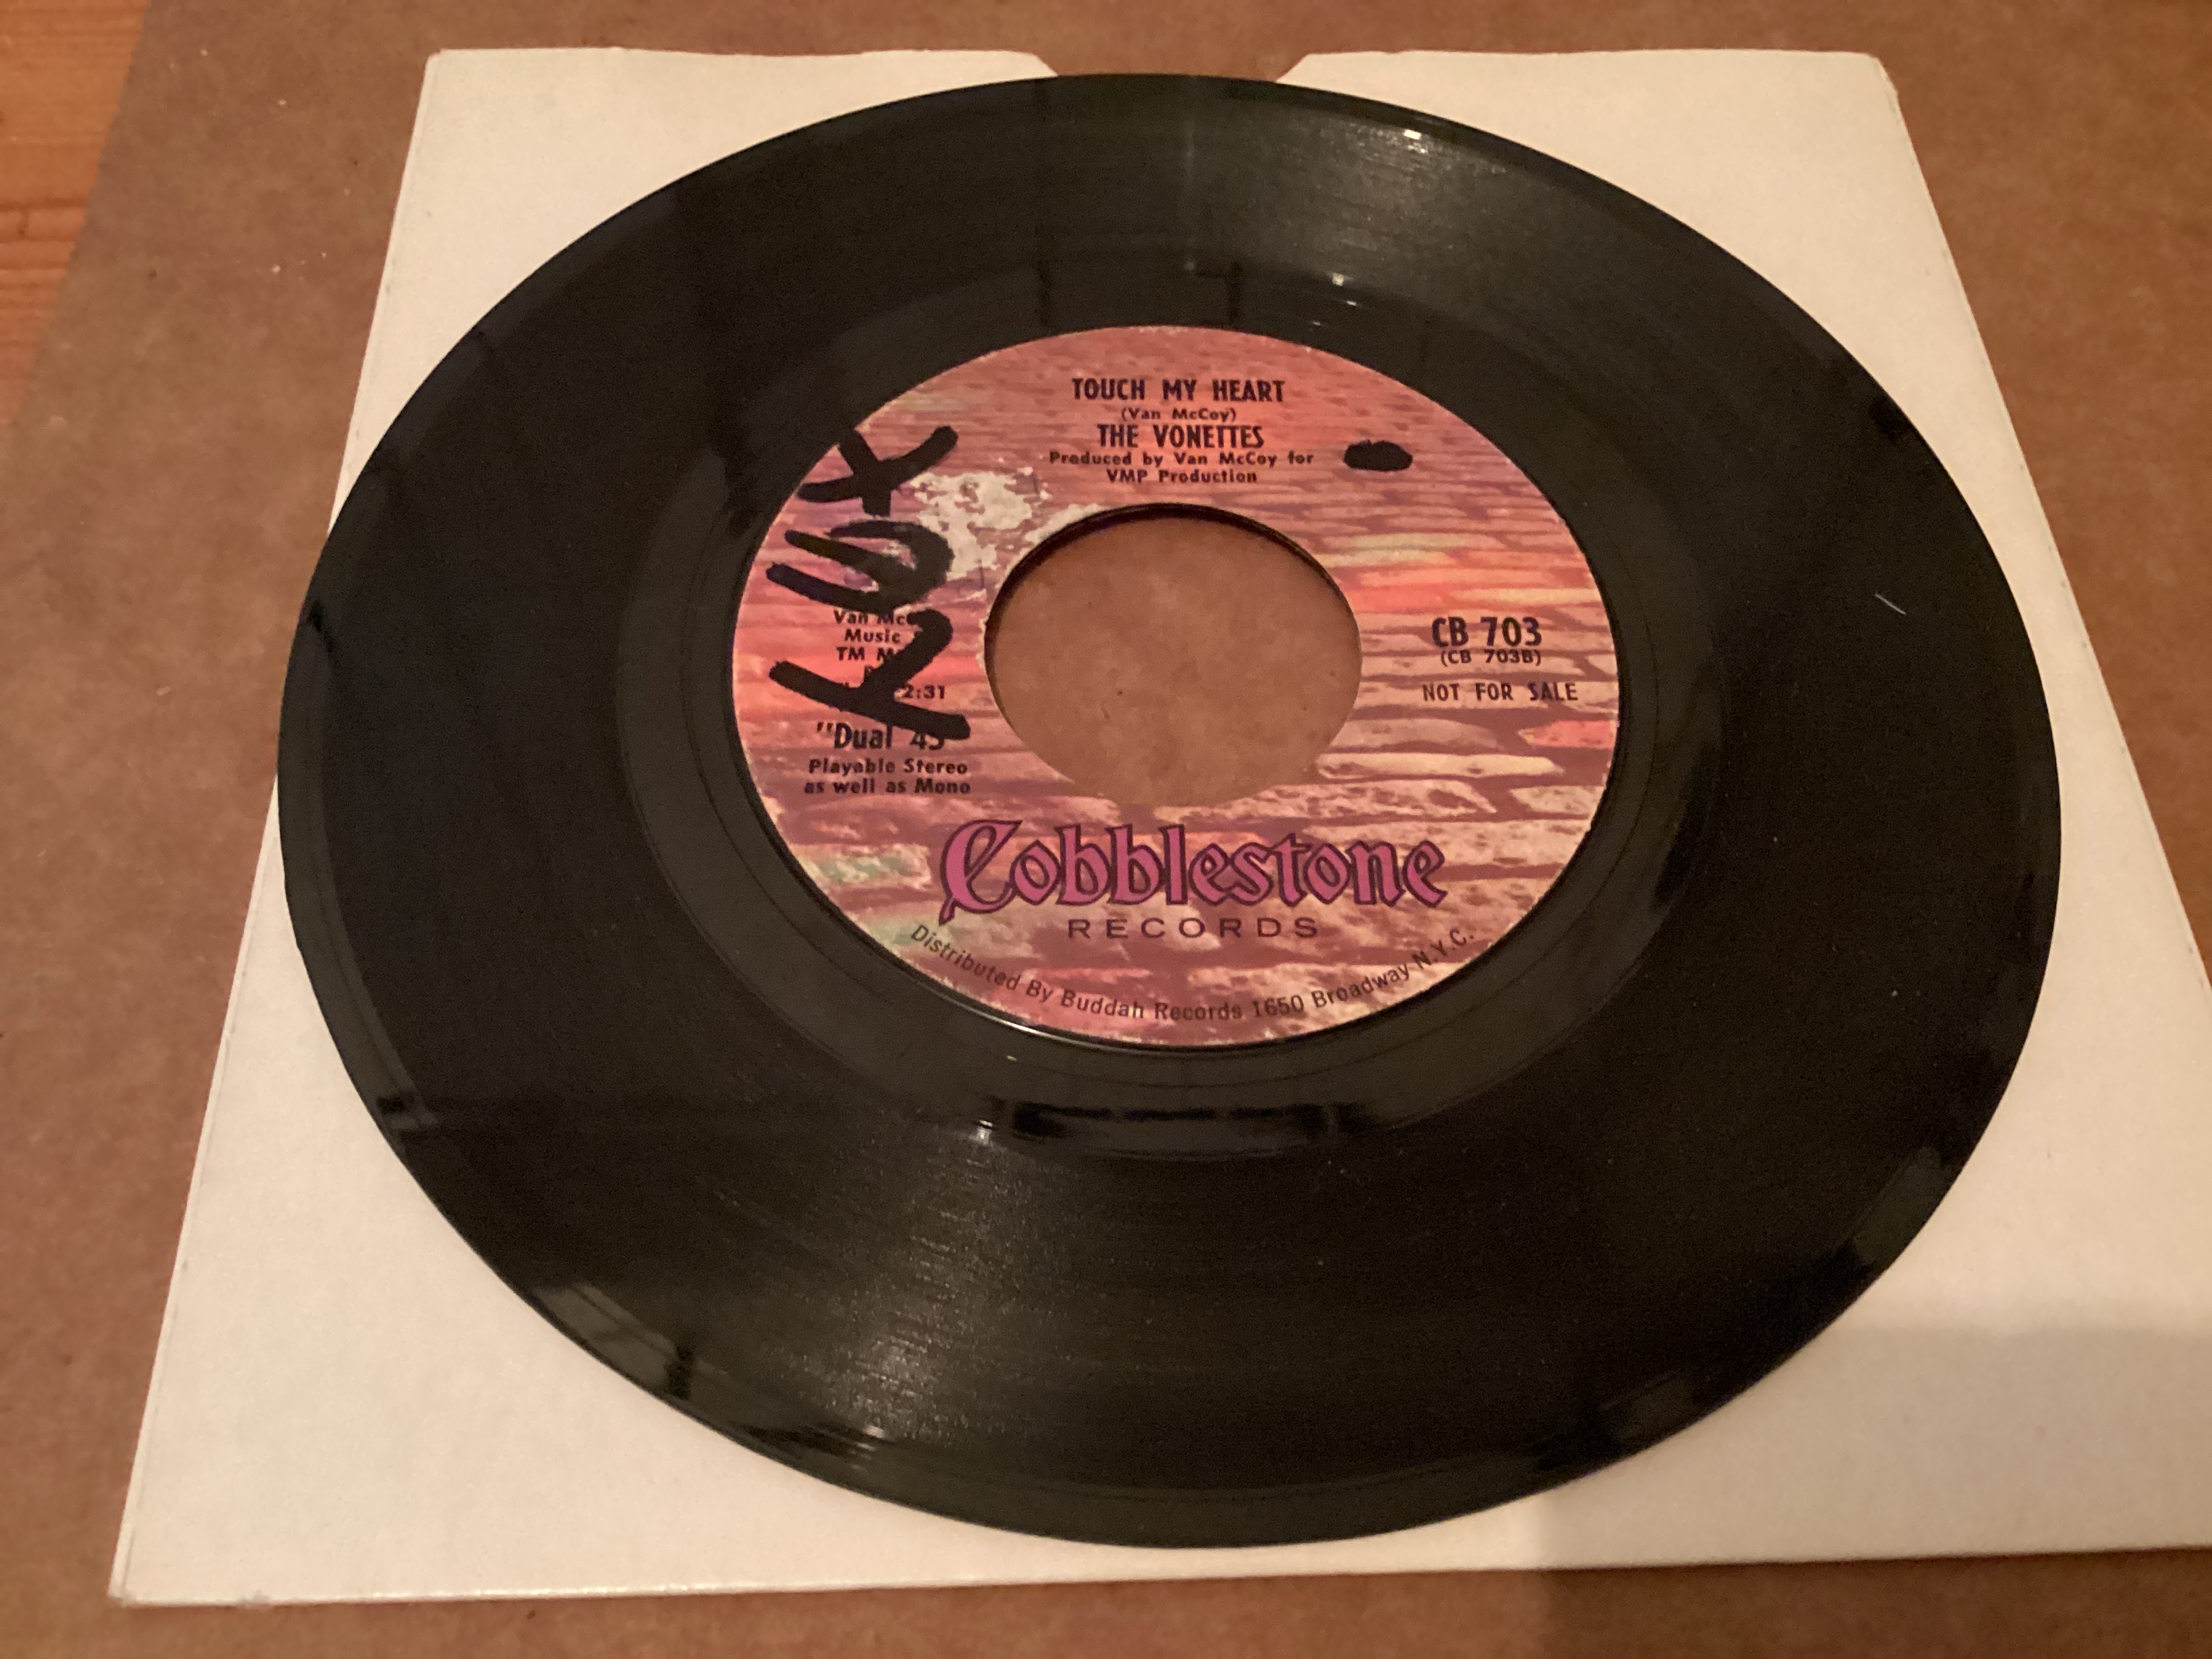 TOUCH MY HEART
(Van McCoy)
THE VONETTES
Produced by Van McCoy for
VMP Production
Van
Music
TM
2:31
"Dual 45
Playable Stereo
as well as Mono
CB 703
(CB 703B)
NOT FOR SALE
Cobblestone
RECORDS
Distributed By Buddah Records 1650 Broadway N.Y.C.